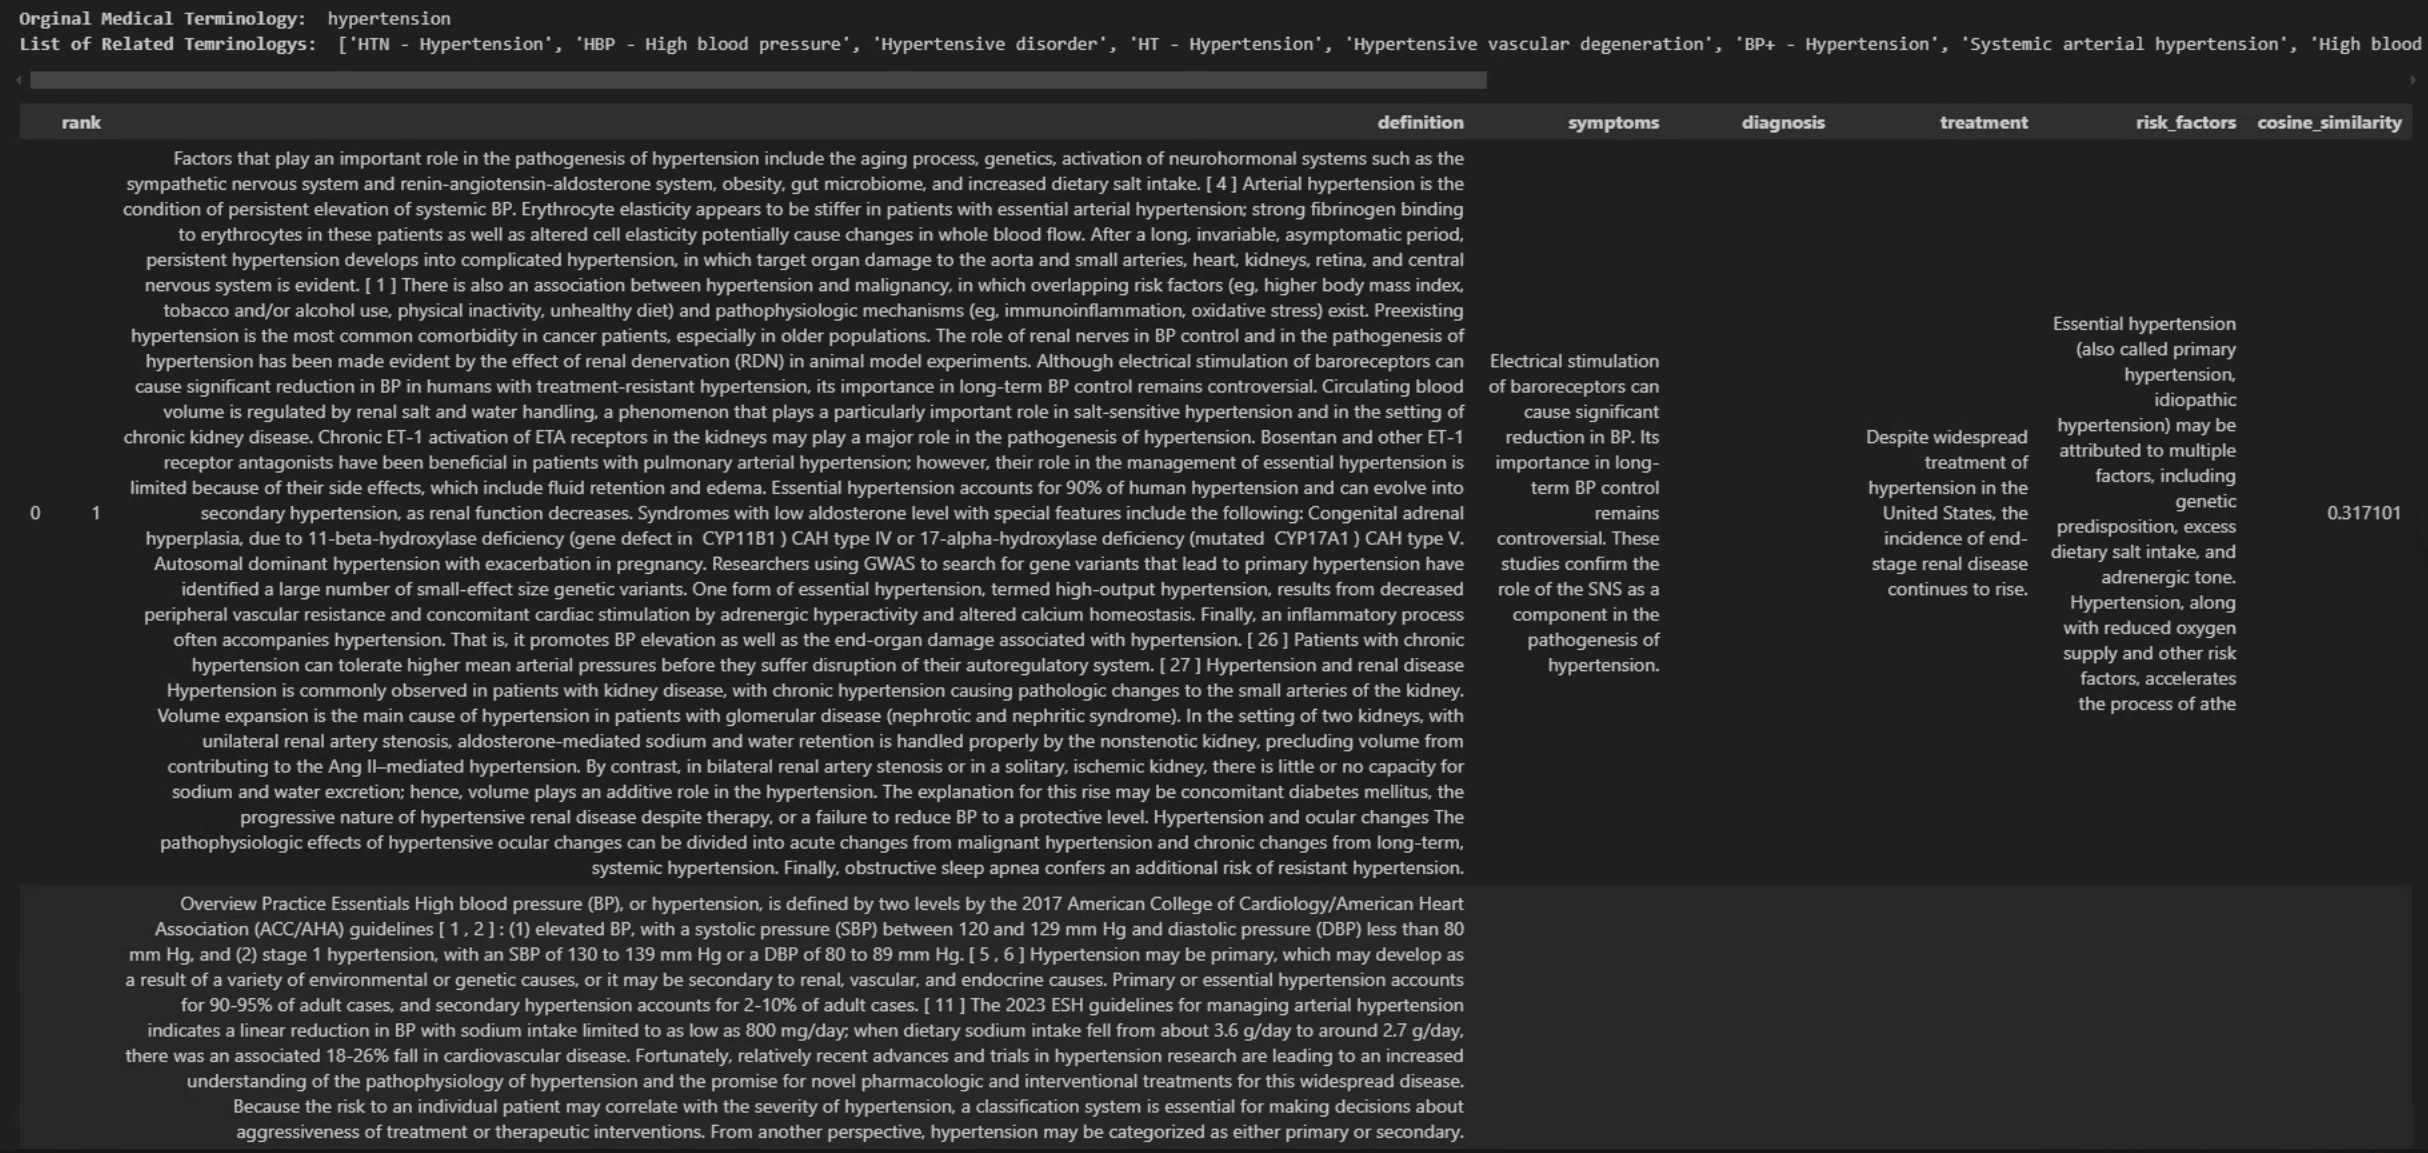 Orginal Medical Terminology:  hypertension
List of Related Temrinologys:  ['HTN - Hypertension', 'HBP - High blood pressure', 'Hypertensive disorder', 'HT - Hypertension', 'Hypertensive vascular degeneration', 'BP+ - Hypertension', 'Systemic arterial hypertension', 'High blood
rank definition symptoms diagnosis treatment risk_factors cosine_similarity
0 1
Factors that play an important role in the pathogenesis of hypertension include the aging process, genetics, activation of neurohormonal systems such as the
sympathetic nervous system and renin-angiotensin-aldosterone system, obesity, gut microbiome, and increased dietary salt intake. [ 4 ] Arterial hypertension is the
condition of persistent elevation of systemic BP. Erythrocyte elasticity appears to be stiffer in patients with essential arterial hypertension; strong fibrinogen binding
to erythrocytes in these patients as well as altered cell elasticity potentially cause changes in whole blood flow. After a long, invariable, asymptomatic period,
persistent hypertension develops into complicated hypertension, in which target organ damage to the aorta and small arteries, heart, kidneys, retina, and central
nervous system is evident. [ 1 ] There is also an association between hypertension and malignancy, in which overlapping risk factors (eg, higher body mass index,
tobacco and/or alcohol use, physical inactivity, unhealthy diet) and pathophysiologic mechanisms (eg, immunoinflammation, oxidative stress) exist. Preexisting
hypertension is the most common comorbidity in cancer patients, especially in older populations. The role of renal nerves in BP control and in the pathogenesis of
hypertension has been made evident by the effect of renal denervation (RDN) in animal model experiments. Although electrical stimulation of baroreceptors can
cause significant reduction in BP in humans with treatment-resistant hypertension, its importance in long-term BP control remains controversial. Circulating blood
volume is regulated by renal salt and water handling, a phenomenon that plays a particularly important role in salt-sensitive hypertension and in the setting of
chronic kidney disease. Chronic ET-1 activation of ETA receptors in the kidneys may play a major role in the pathogenesis of hypertension. Bosentan and other ET-1
receptor antagonists have been beneficial in patients with pulmonary arterial hypertension; however, their role in the management of essential hypertension is
limited because of their side effects, which include fluid retention and edema. Essential hypertension accounts for 90% of human hypertension and can evolve into
secondary hypertension, as renal function decreases. Syndromes with low aldosterone level with special features include the following: Congenital adrenal
hyperplasia, due to 11-beta-hydroxylase deficiency (gene defect in  CYP11B1 ) CAH type IV or 17-alpha-hydroxylase deficiency (mutated  CYP17A1 ) CAH type V.
Autosomal dominant hypertension with exacerbation in pregnancy. Researchers using GWAS to search for gene variants that lead to primary hypertension have
identified a large number of small-effect size genetic variants. One form of essential hypertension, termed high-output hypertension, results from decreased
peripheral vascular resistance and concomitant cardiac stimulation by adrenergic hyperactivity and altered calcium homeostasis. Finally, an inflammatory process
often accompanies hypertension. That is, it promotes BP elevation as well as the end-organ damage associated with hypertension. [ 26 ] Patients with chronic
hypertension can tolerate higher mean arterial pressures before they suffer disruption of their autoregulatory system. [ 27 ] Hypertension and renal disease
Hypertension is commonly observed in patients with kidney disease, with chronic hypertension causing pathologic changes to the small arteries of the kidney.
Volume expansion is the main cause of hypertension in patients with glomerular disease (nephrotic and nephritic syndrome). In the setting of two kidneys, with
unilateral renal artery stenosis, aldosterone-mediated sodium and water retention is handled properly by the nonstenotic kidney, precluding volume from
contributing to the Ang II–mediated hypertension. By contrast, in bilateral renal artery stenosis or in a solitary, ischemic kidney, there is little or no capacity for
sodium and water excretion; hence, volume plays an additive role in the hypertension. The explanation for this rise may be concomitant diabetes mellitus, the
progressive nature of hypertensive renal disease despite therapy, or a failure to reduce BP to a protective level. Hypertension and ocular changes The
pathophysiologic effects of hypertensive ocular changes can be divided into acute changes from malignant hypertension and chronic changes from long-term,
systemic hypertension. Finally, obstructive sleep apnea confers an additional risk of resistant hypertension.
Electrical stimulation
of baroreceptors can
cause significant
reduction in BP. Its
importance in long-
term BP control
remains
controversial. These
studies confirm the
role of the SNS as a
component in the
pathogenesis of
hypertension.
Despite widespread
treatment of
hypertension in the
United States, the
incidence of end-
stage renal disease
continues to rise.
Essential hypertension
(also called primary
hypertension,
idiopathic
hypertension) may be
attributed to multiple
factors, including
genetic
predisposition, excess
dietary salt intake, and
adrenergic tone.
Hypertension, along
with reduced oxygen
supply and other risk
factors, accelerates
the process of athe
0.317101
Overview Practice Essentials High blood pressure (BP), or hypertension, is defined by two levels by the 2017 American College of Cardiology/American Heart
Association (ACC/AHA) guidelines [ 1 , 2 ] : (1) elevated BP, with a systolic pressure (SBP) between 120 and 129 mm Hg and diastolic pressure (DBP) less than 80
mm Hg, and (2) stage 1 hypertension, with an SBP of 130 to 139 mm Hg or a DBP of 80 to 89 mm Hg. [ 5 , 6 ] Hypertension may be primary, which may develop as
a result of a variety of environmental or genetic causes, or it may be secondary to renal, vascular, and endocrine causes. Primary or essential hypertension accounts
for 90-95% of adult cases, and secondary hypertension accounts for 2-10% of adult cases. [ 11 ] The 2023 ESH guidelines for managing arterial hypertension
indicates a linear reduction in BP with sodium intake limited to as low as 800 mg/day; when dietary sodium intake fell from about 3.6 g/day to around 2.7 g/day,
there was an associated 18-26% fall in cardiovascular disease. Fortunately, relatively recent advances and trials in hypertension research are leading to an increased
understanding of the pathophysiology of hypertension and the promise for novel pharmacologic and interventional treatments for this widespread disease.
Because the risk to an individual patient may correlate with the severity of hypertension, a classification system is essential for making decisions about
aggressiveness of treatment or therapeutic interventions. From another perspective, hypertension may be categorized as either primary or secondary.